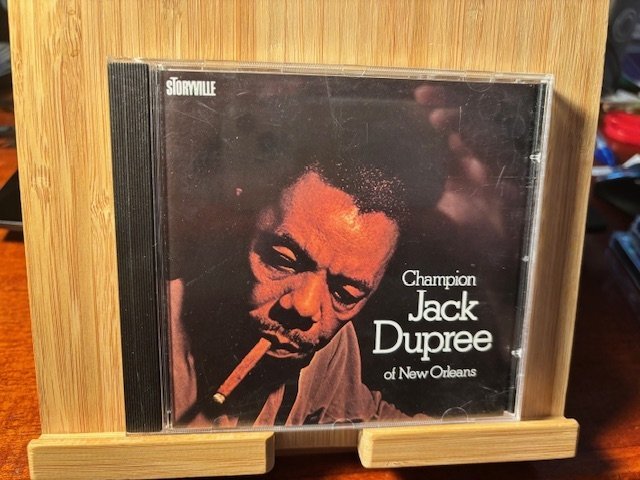 STORYVILLE
Champion
Jack
Dupree
of New Orleans